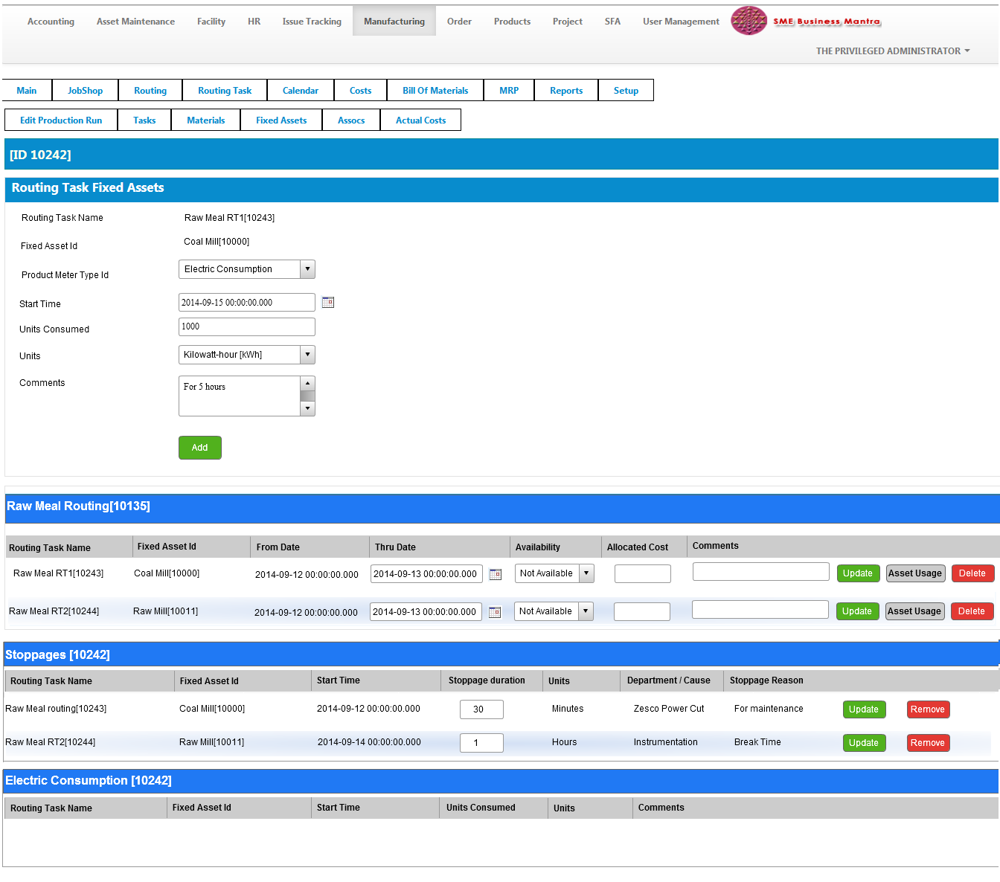 Accounting Asset Maintenance Facility HR Issue Tracking Manufacturing Order Products Project SFA User Management SME Business Mantra
THE PRIVILEGED ADMINISTRATOR
Main JobShop Routing Routing Task Calendar Costs Bill Of Materials MRP Reports Setup
Edit Production Run Tasks Materials Fixed Assets Assocs Actual Costs
[ID 10242]
Routing Task Fixed Assets
Routing Task Name Raw Meal RT1[10243]
Fixed Asset Id Coal Mill[10000]
Product Meter Type Id Electric Consumption
Start Time 2014-09-15 00:00:00.000
Units Consumed 1000
Units Kilowatt-hour [kWh]
Comments For 5 hours
Add
Raw Meal Routing[10135]
Routing Task Name Fixed Asset Id From Date Thru Date Availability Allocated Cost Comments
Raw Meal RT1[10243] Coal Mill[10000] 2014-09-12 00:00:00.000 2014-09-13 00:00:00.000 Not Available Update Asset Usage Delete
Raw Meal RT2[10244] Raw Mill[10011] 2014-09-12 00:00:00.000 2014-09-13 00:00:00.000 Not Available Update Asset Usage Delete
Stoppages [10242]
Routing Task Name Fixed Asset Id Start Time Stoppage duration Units Department / Cause Stoppage Reason
Raw Meal routing[10243] Coal Mill[10000] 2014-09-12 00:00:00.000 30 Minutes Zesco Power Cut For maintenance Update Remove
Raw Meal RT2[10244] Raw Mill[10011] 2014-09-14 00:00:00.000 1 Hours Instrumentation Break Time Update Remove
Electric Consumption [10242]
Routing Task Name Fixed Asset Id Start Time Units Consumed Units Comments